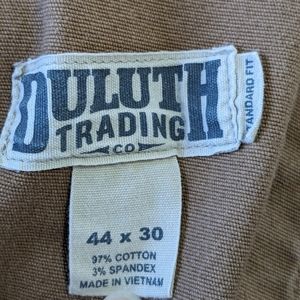 DULUTH
TRADING
CO
STANDARD FIT
44 x 30
97% COTTON
3% SPANDEX
MADE IN VIETNAM